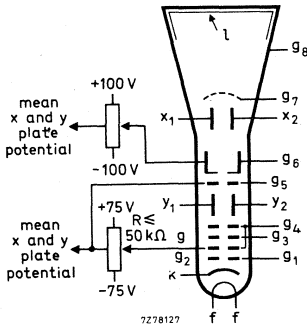 l
g8
g7
+100 V
x1 x2
mean
x and y
plate
potential
g6
-100 V
g5
+75 V
y1 y2
R ≤
50 kΩ
g4
mean
x and y
plate
potential
g
g3
g2
g1
k
-75 V
7Z78127
f f